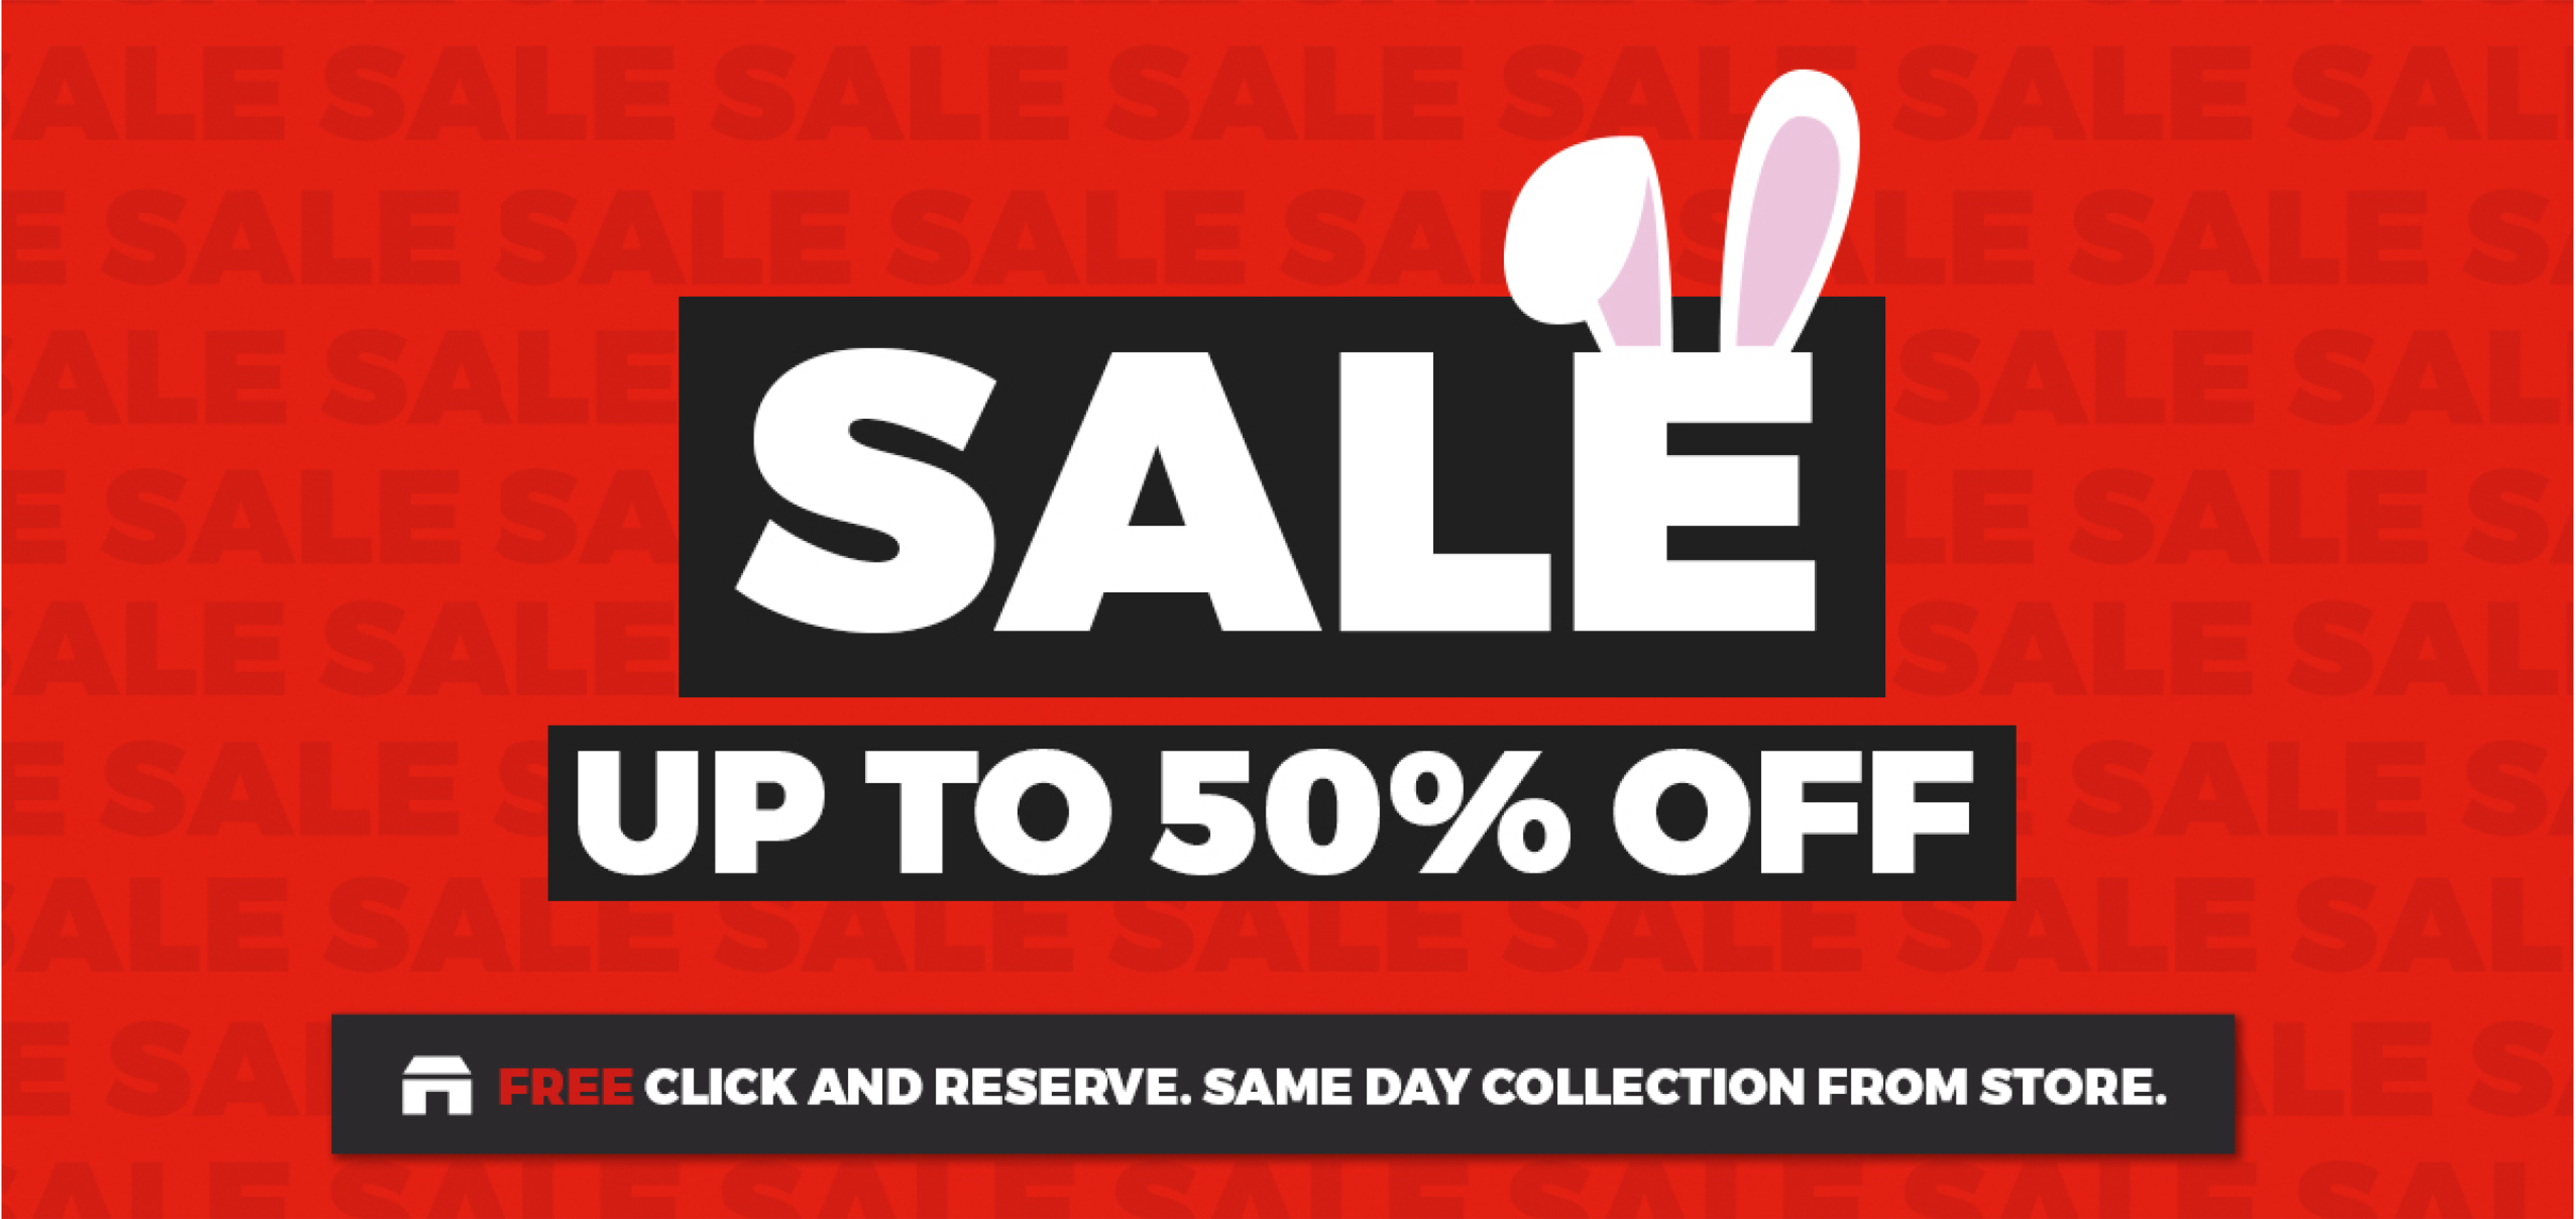 SALE
UP TO 50% OFF
FREE CLICK AND RESERVE. SAME DAY COLLECTION FROM STORE.